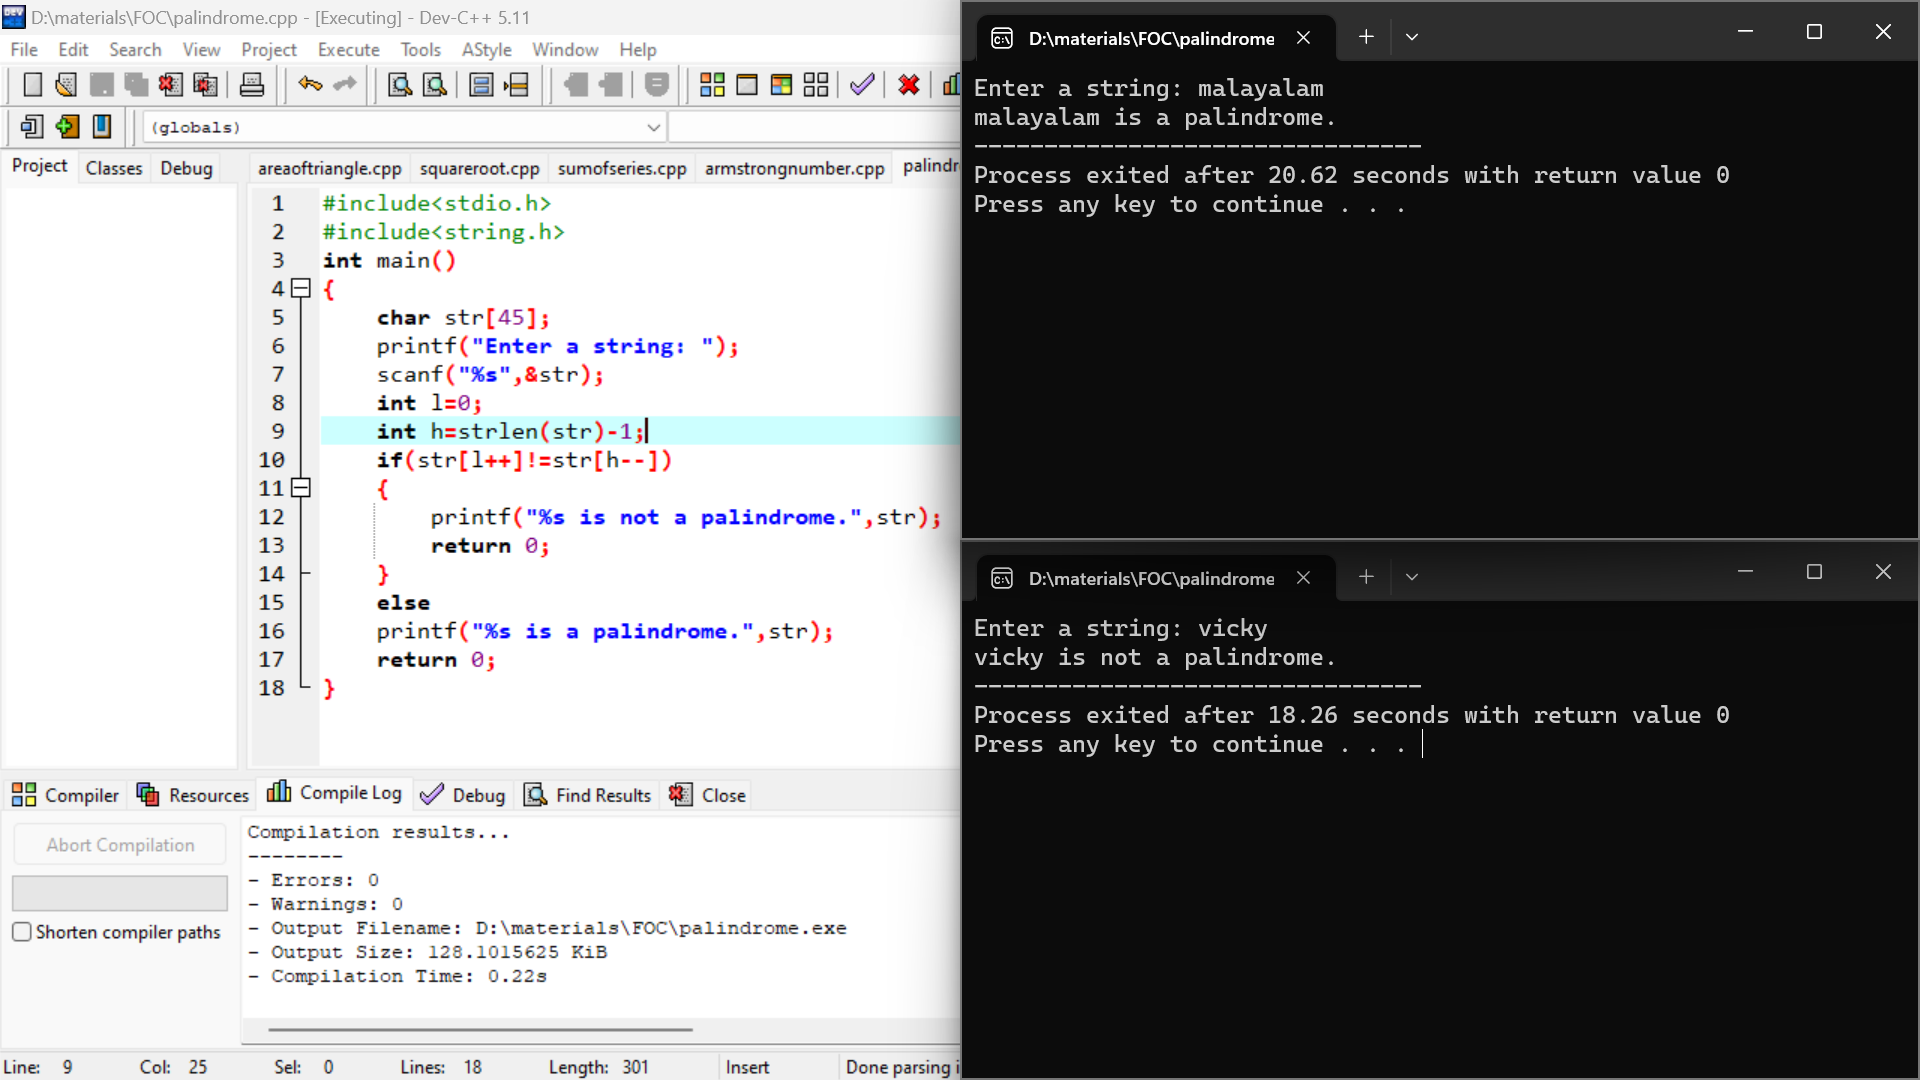 D:\materials\FOC\palindrome.cpp - [Executing] - Dev-C++ 5.11
File Edit Search View Project Execute Tools AStyle Window Help
(globals)
Project Classes Debug
areaoftriangle.cpp squareroot.cpp sumofseries.cpp armstrongnumber.cpp palindr
1 #include<stdio.h>
2 #include<string.h>
3 int main()
4 {
5 char str[45];
6 printf("Enter a string: ");
7 scanf("%s",&str);
8 int l=0;
9 int h=strlen(str)-1;
10 if(str[l++]!=str[h--])
11 {
12 printf("%s is not a palindrome.",str);
13 return 0;
14 }
15 else
16 printf("%s is a palindrome.",str);
17 return 0;
18 }
Compiler Resources Compile Log Debug Find Results Close
Abort Compilation
Shorten compiler paths
Compilation results...
--------
- Errors: 0
- Warnings: 0
- Output Filename: D:\materials\FOC\palindrome.exe
- Output Size: 128.1015625 KiB
- Compilation Time: 0.22s
Line: 9 Col: 25 Sel: 0 Lines: 18 Length: 301 Insert Done parsing i
D:\materials\FOC\palindrome
Enter a string: malayalam
malayalam is a palindrome.
--------------------------------
Process exited after 20.62 seconds with return value 0
Press any key to continue . . .
D:\materials\FOC\palindrome
Enter a string: vicky
vicky is not a palindrome.
--------------------------------
Process exited after 18.26 seconds with return value 0
Press any key to continue . . .